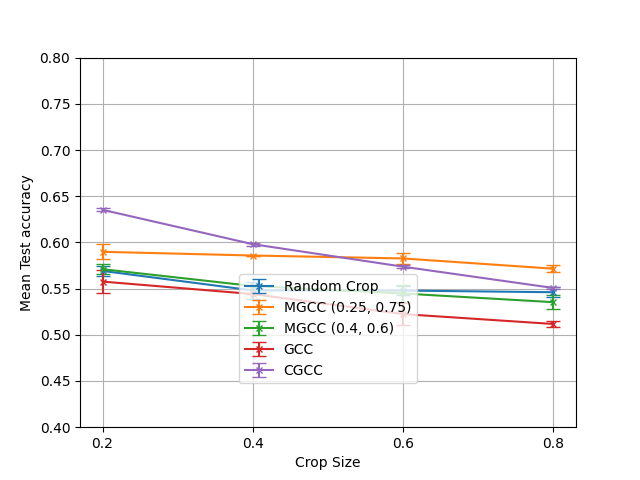 0.80
0.75
0.70
0.65
0.60
0.55
0.50
0.45
0.40
Mean Test accuracy
Random Crop
MGCC (0.25, 0.75)
MGCC (0.4, 0.6)
GCC
CGCC
0.2 0.4 0.6 0.8
Crop Size